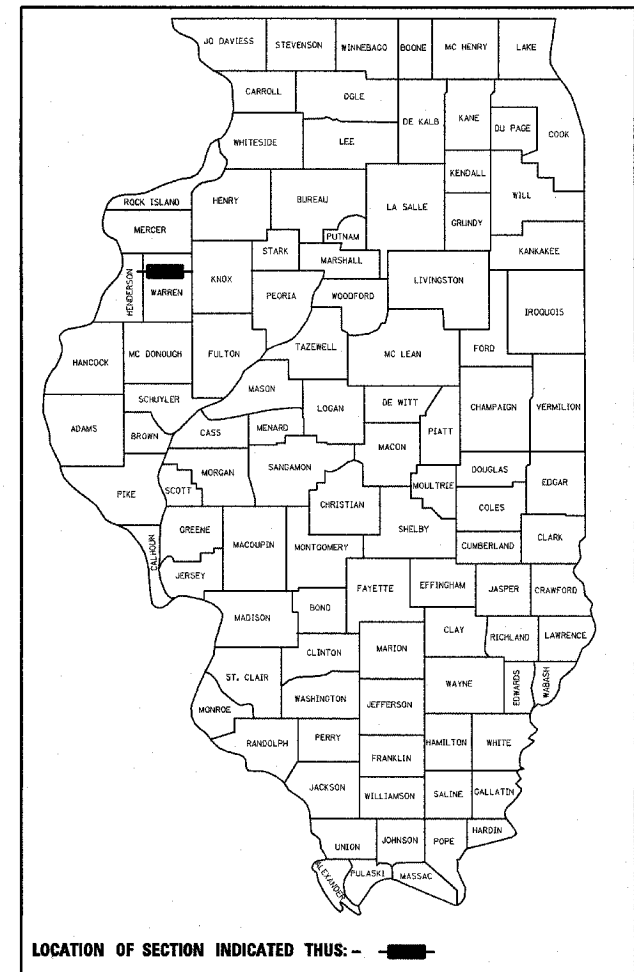 JO DAVIESS STEVENSON WINNEBAGO BOONE MC HENRY LAKE
CARROLL OGLE
DE KALB KANE DU PAGE COOK
WHITESIDE LEE
KENDALL WILL
ROCK ISLAND HENRY BUREAU LA SALLE GRUNDY
MERCER PUTNAM
STARK MARSHALL KANKAKEE
HENDERSON WARREN KNOX PEORIA WOODFORD LIVINGSTON
IROQUOIS
HANCOCK MC DONOUGH FULTON TAZEWELL MC LEAN FORD
MASON
SCHUYLER LOGAN DE WITT CHAMPAIGN VERMILION
ADAMS BROWN CASS MENARD MACON PIATT
MORGAN SANGAMON DOUGLAS EDGAR
PIKE SCOTT CHRISTIAN MOULTRIE COLES
GREENE MACOUPIN SHELBY
CALHOUN MONTGOMERY CUMBERLAND CLARK
JERSEY FAYETTE EFFINGHAM JASPER CRAWFORD
MADISON BOND
CLAY RICHLAND LAWRENCE
CLINTON MARION
ST. CLAIR WAYNE EDWARDS WABASH
WASHINGTON JEFFERSON
MONROE
RANDOLPH PERRY HAMILTON WHITE
FRANKLIN
JACKSON WILLIAMSON SALINE GALLATIN
HARDIN
UNION JOHNSON POPE
ALEXANDER PULASKI MASSAC
LOCATION OF SECTION INDICATED THUS: -